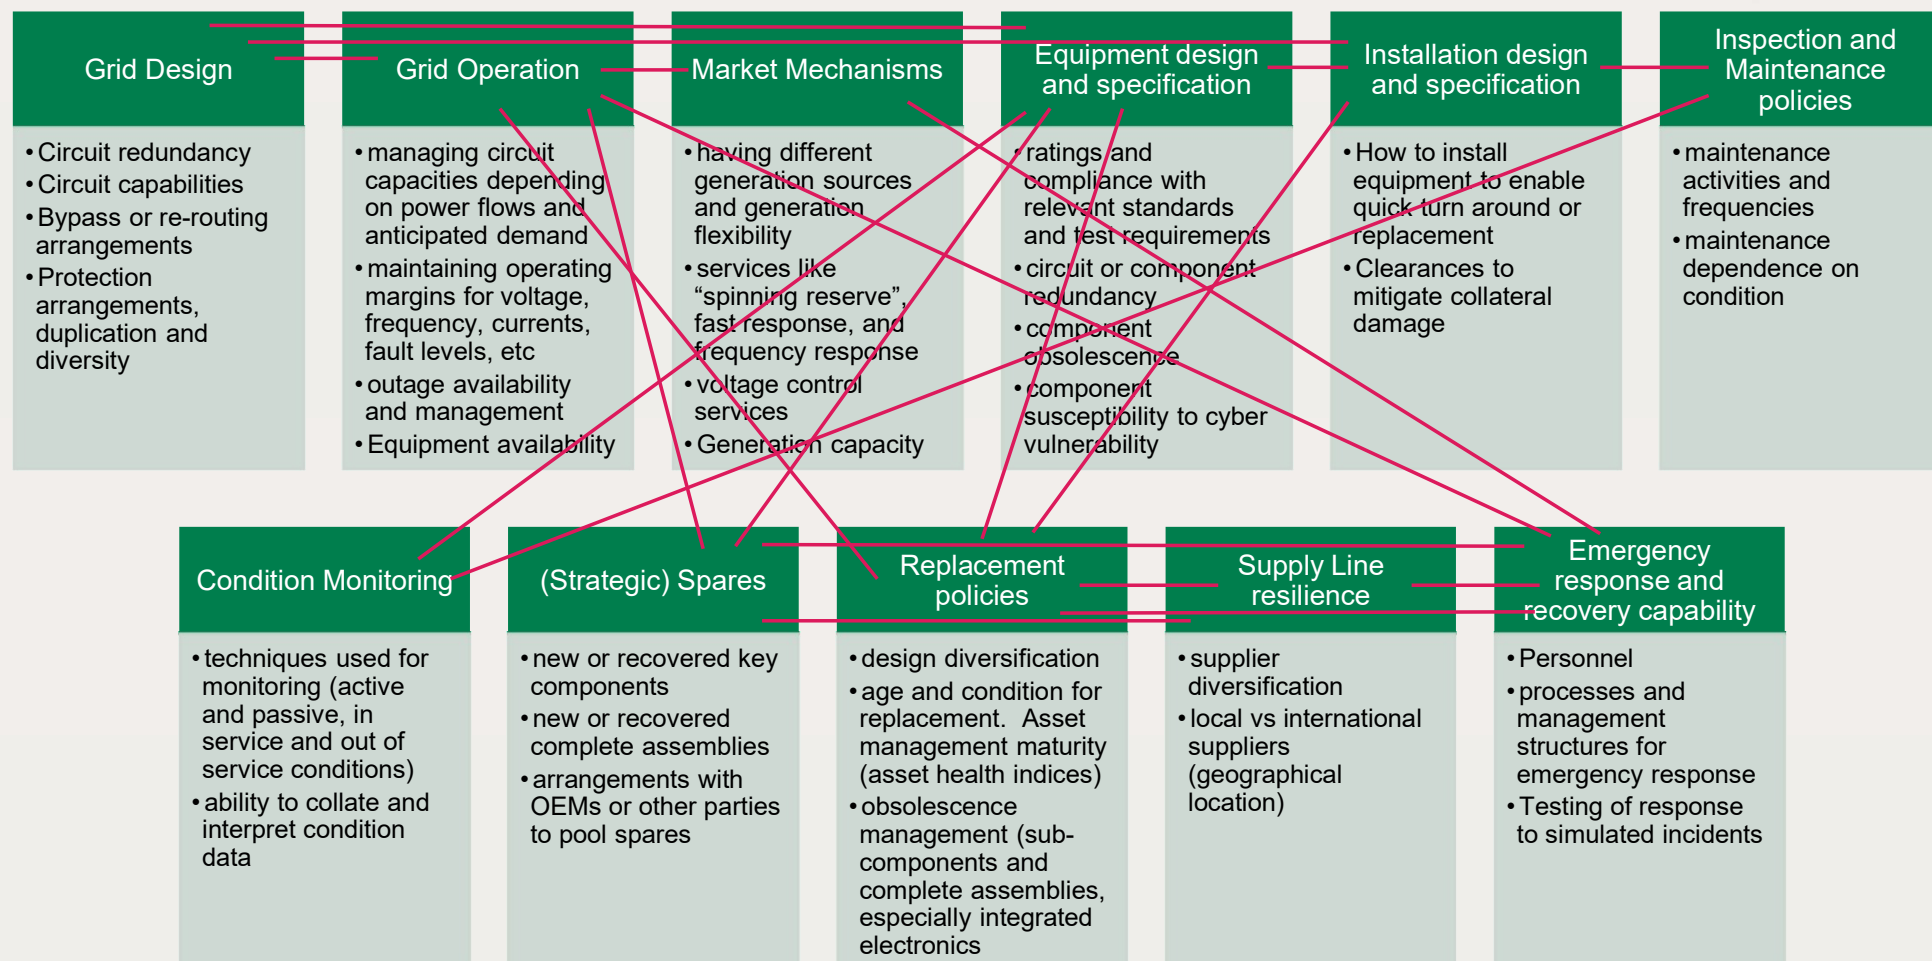 Grid Design
• Circuit redundancy
• Circuit capabilities
• Bypass or re-routing
arrangements
• Protection
arrangements,
duplication and
diversity
Grid Operation
• managing circuit
capacities depending
on power flows and
anticipated demand
• maintaining operating
margins for voltage,
frequency, currents,
fault levels, etc
• outage availability
and management
• Equipment availability
Market Mechanisms
• having different
generation sources
and generation
flexibility
• services like
“spinning reserve”,
fast response, and
frequency response
• voltage control
services
• Generation capacity
Equipment design
and specification
• ratings and
compliance with
relevant standards
and test requirements
• circuit or component
redundancy
• component
obsolescence
• component
susceptibility to cyber
vulnerability
Installation design
and specification
• How to install
equipment to enable
quick turn around or
replacement
• Clearances to
mitigate collateral
damage
Inspection and
Maintenance
policies
• maintenance
activities and
frequencies
• maintenance
dependence on
condition
Condition Monitoring
• techniques used for
monitoring (active
and passive, in
service and out of
service conditions)
• ability to collate and
interpret condition
data
(Strategic) Spares
• new or recovered key
components
• new or recovered
complete assemblies
• arrangements with
OEMs or other parties
to pool spares
Replacement
policies
• design diversification
• age and condition for
replacement. Asset
management maturity
(asset health indices)
• obsolescence
management (sub-
components and
complete assemblies,
especially integrated
electronics
Supply Line
resilience
• supplier
diversification
• local vs international
suppliers
(geographical
location)
Emergency
response and
recovery capability
• Personnel
• processes and
management
structures for
emergency response
• Testing of response
to simulated incidents